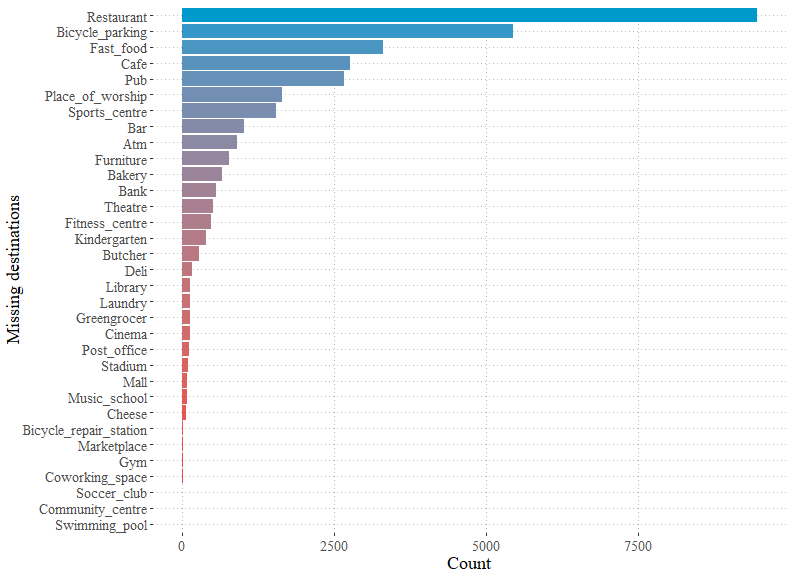 Missing destinations
Restaurant
Bicycle_parking
Fast_food
Cafe
Pub
Place_of_worship
Sports_centre
Bar
Atm
Furniture
Bakery
Bank
Theatre
Fitness_centre
Kindergarten
Butcher
Deli
Library
Laundry
Greengrocer
Cinema
Post_office
Stadium
Mall
Music_school
Cheese
Bicycle_repair_station
Marketplace
Gym
Coworking_space
Soccer_club
Community_centre
Swimming_pool
0 2500 5000 7500
Count